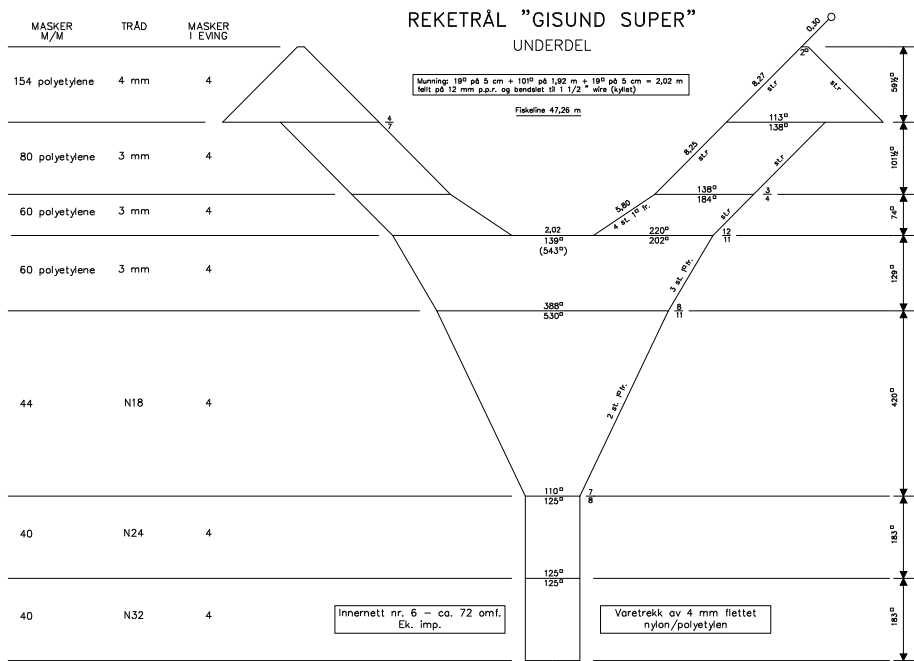 REKETRÅL "GISUND SUPER"
UNDERDEL
MASKER M/M
TRÅD
MASKER I EVING
Munning: 19¤ på 5 cm + 101¤ på 1,92 m + 19¤ på 5 cm = 2,02 m
fellt på 12 mm p.p.r. og bendslet til 1 1/2 " wire (kyllet)
Fiskeline 47,26 m
154 polyetylene 4 mm 4
80 polyetylene 3 mm 4
60 polyetylene 3 mm 4
60 polyetylene 3 mm 4
44 N18 4
40 N24 4
40 N32 4
0,30
2¤
8,27
st.r
st.r
59½¤
4/7
113¤
138¤
8,25
st.r
st.r
101½¤
138¤
184¤
3/4
5,80
4 st. 1¤ fr.
st.r
74¤
2,02
139¤
(543¤)
220¤
202¤
12/11
3 st. 1¤fr.
129¤
388¤
530¤
8/11
2 st. 1¤fr.
420¤
110¤
125¤
7/8
183¤
125¤
125¤
183¤
Innernett nr. 6 – ca. 72 omf.
Ek. imp.
Varetrekk av 4 mm flettet
nylon/polyetylen